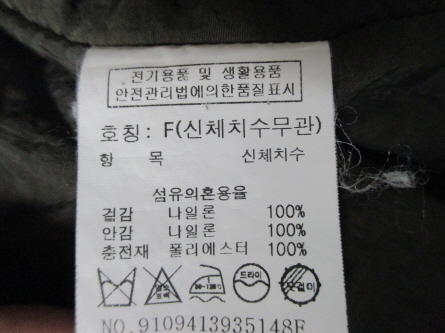 전기용품 및 생활용품
안전관리법에의한품질표시
호칭: F(신체치수무관)
항 목 신체치수
섬유의혼용율
겉감 나일론 100%
안감 나일론 100%
충전재 폴리에스터 100%
드라이
옷걸이
NO.9109413935148F